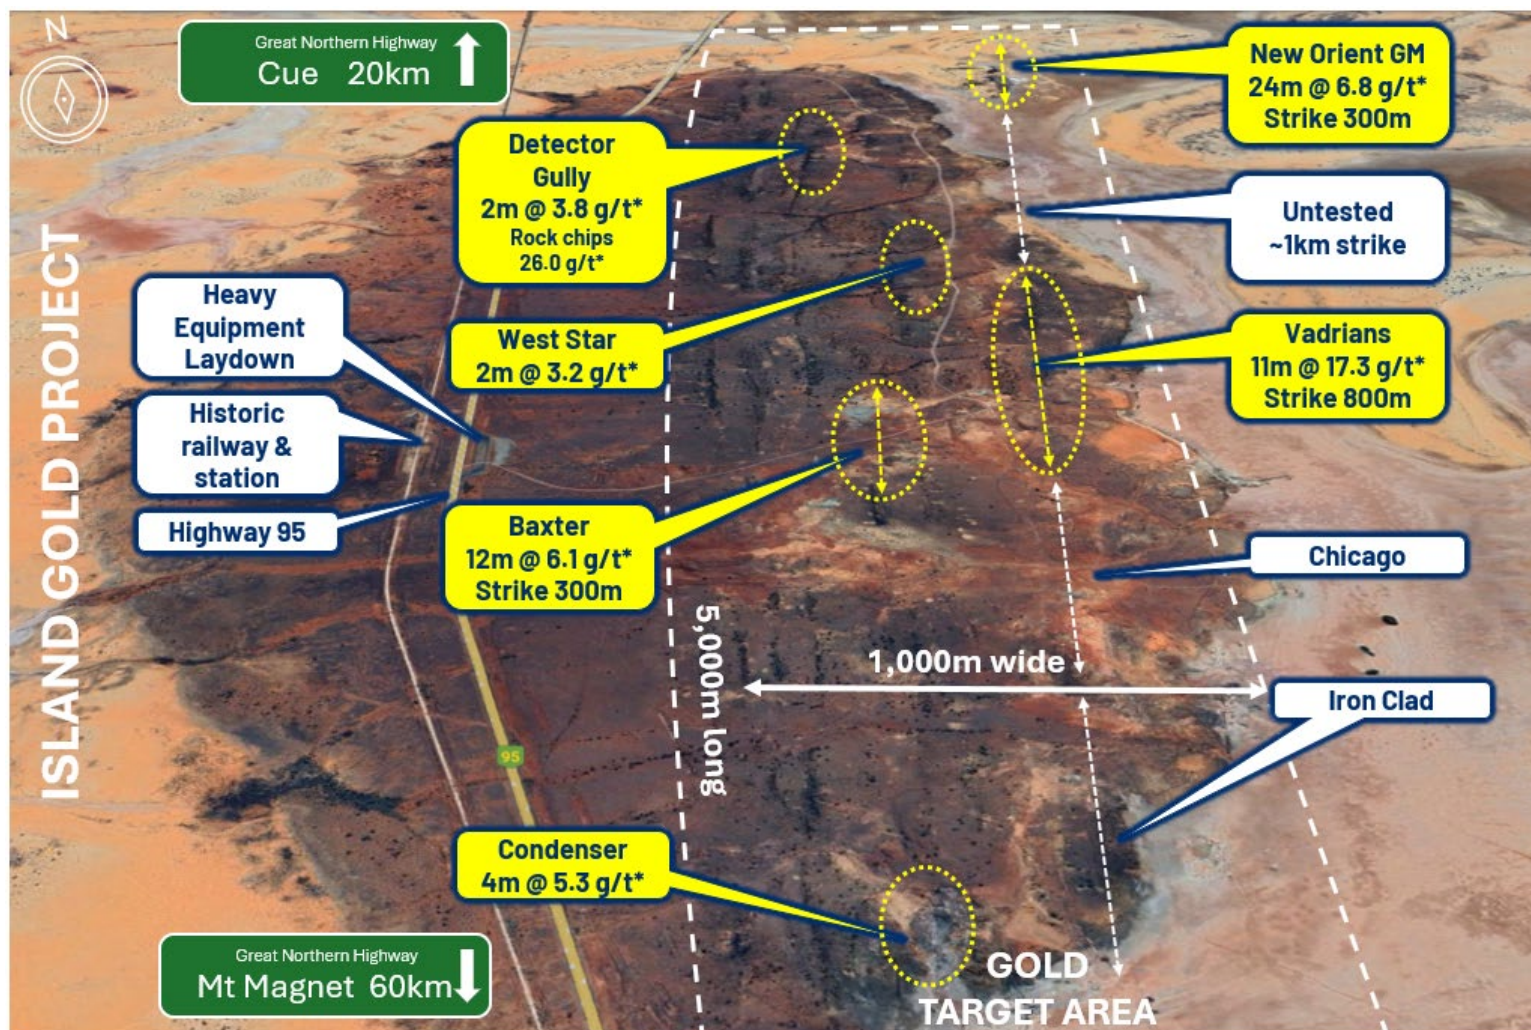 N
Great Northern Highway
Cue 20km
New Orient GM
24m @ 6.8 g/t*
Strike 300m
Detector
Gully
2m @ 3.8 g/t*
Rock chips
26.0 g/t*
Untested
~1km strike
ISLAND GOLD PROJECT
Heavy
Equipment
Laydown
West Star
2m @ 3.2 g/t*
Vadrians
11m @ 17.3 g/t*
Strike 800m
Historic
railway &
station
Highway 95
Baxter
12m @ 6.1 g/t*
Strike 300m
Chicago
5,000m long
1,000m wide
Iron Clad
95
Condenser
4m @ 5.3 g/t*
Great Northern Highway
Mt Magnet 60km
GOLD
TARGET AREA